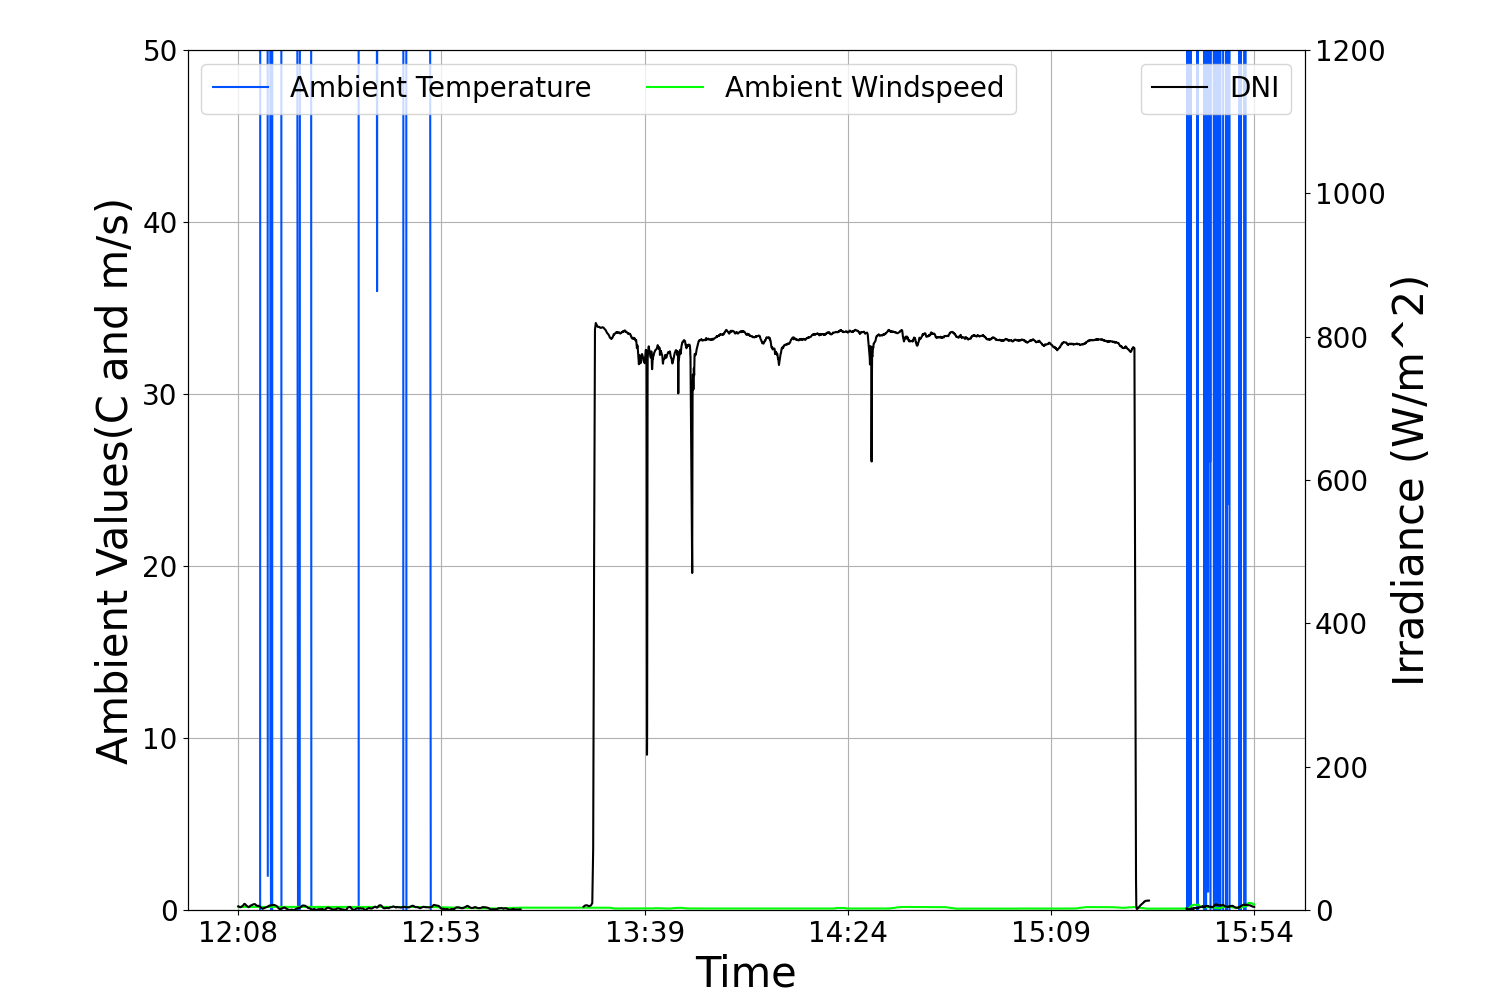 Ambient Temperature Ambient Windspeed DNI
Ambient Values(C and m/s)
50
40
30
20
10
0
1200
1000
800
600
400
200
0
Irradiance (W/m^2)
12:08 12:53 13:39 14:24 15:09 15:54
Time